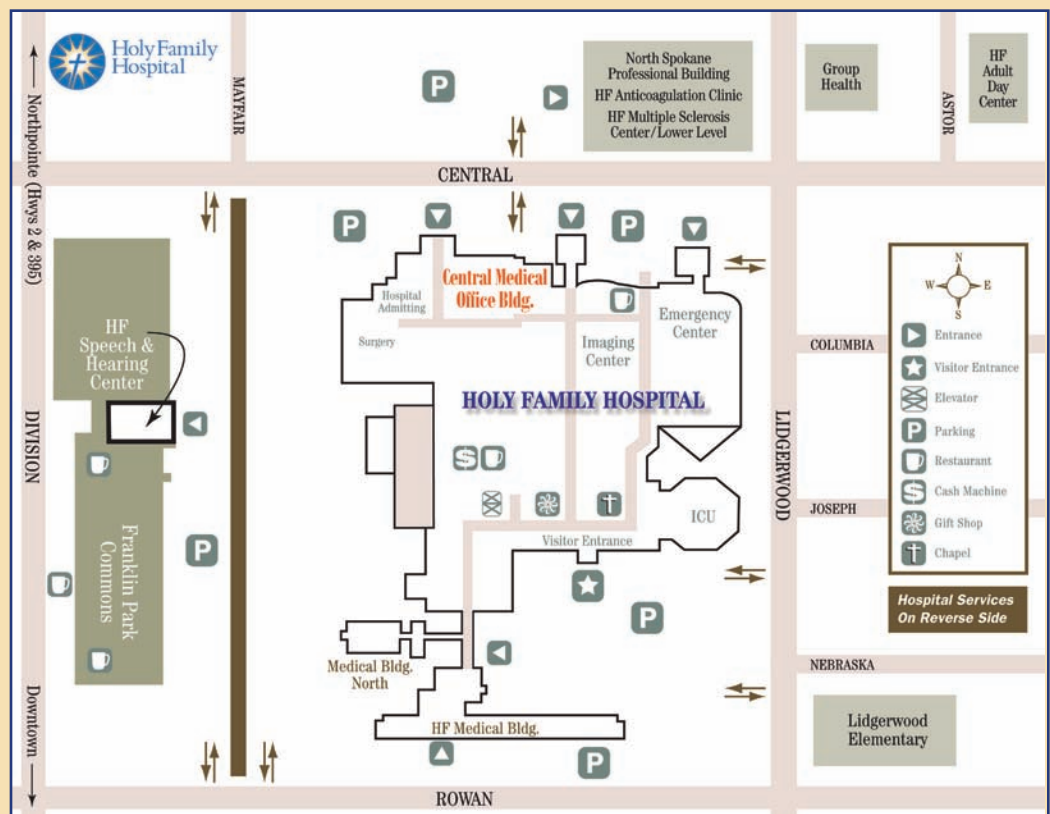 Holy Family
Hospital
Northpointe (Hwys 2 & 395)
MAYFAIR
P
North Spokane
Professional Building
HF Anticoagulation Clinic
HF Multiple Sclerosis
Center/Lower Level
Group
Health
ASTOR
HF
Adult
Day
Center
CENTRAL
P
P
Hospital
Admitting
Surgery
Central Medical
Office Bldg.
Imaging
Center
Emergency
Center
HF
Speech &
Hearing
Center
HOLY FAMILY HOSPITAL
DIVISION
LIDGERWOOD
COLUMBIA
JOSEPH
N
W E
S
Entrance
Visitor Entrance
Elevator
P Parking
Restaurant
$ Cash Machine
Gift Shop
Chapel
$
ICU
Visitor Entrance
Franklin Park
Commons
P
P
Hospital Services
On Reverse Side
Medical Bldg.
North
NEBRASKA
HF Medical Bldg.
P
Lidgerwood
Elementary
Downtown
ROWAN